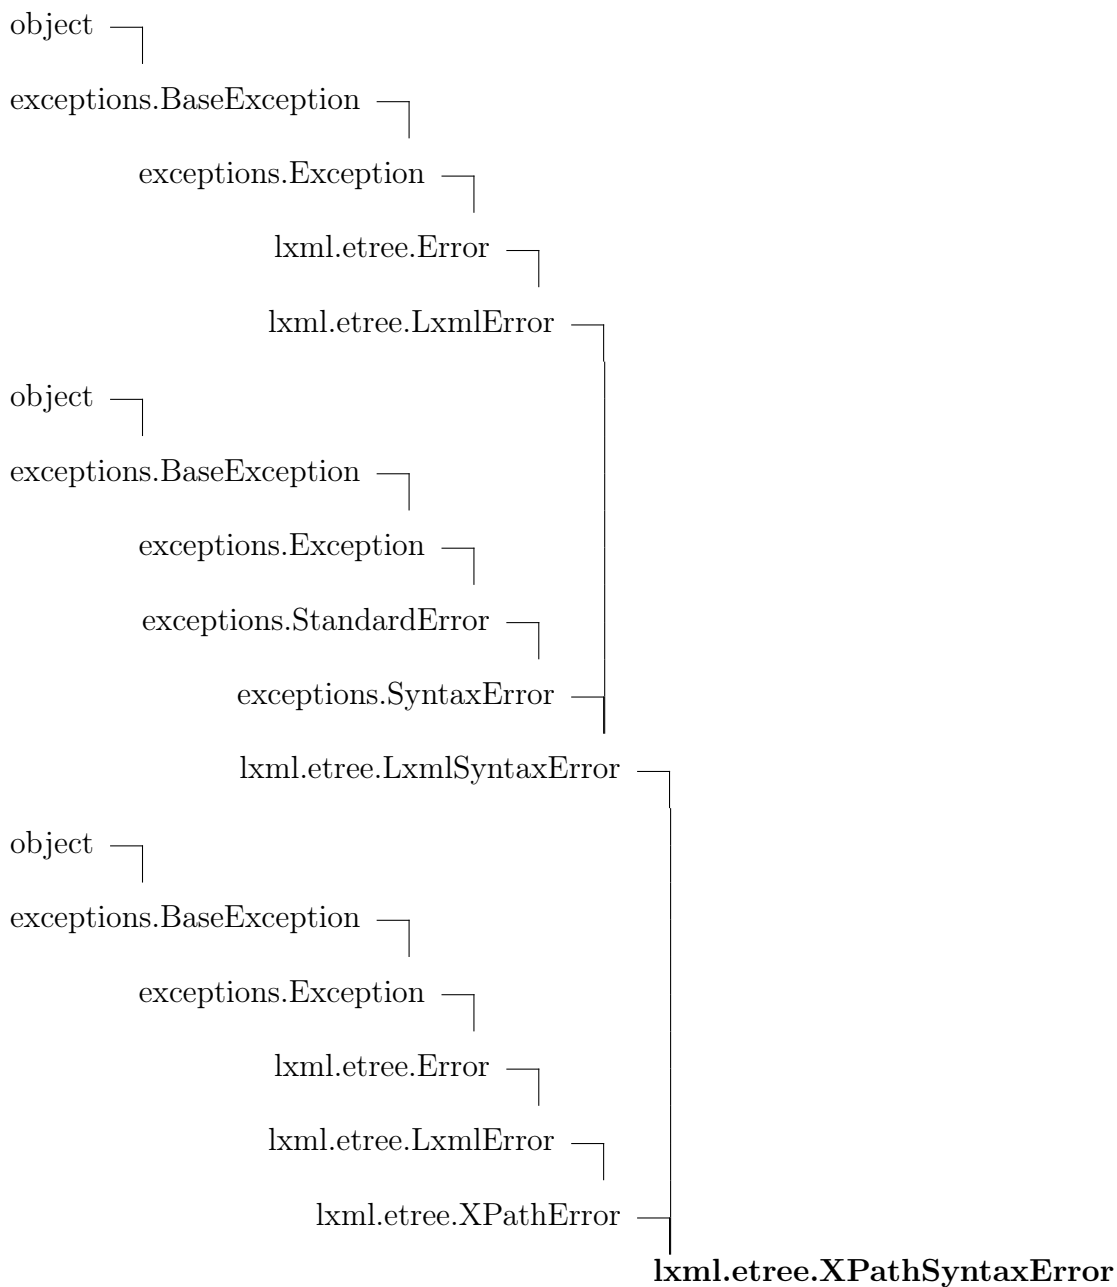 object
exceptions.BaseException
exceptions.Exception
lxml.etree.Error
lxml.etree.LxmlError
object
exceptions.BaseException
exceptions.Exception
exceptions.StandardError
exceptions.SyntaxError
lxml.etree.LxmlSyntaxError
object
exceptions.BaseException
exceptions.Exception
lxml.etree.Error
lxml.etree.LxmlError
lxml.etree.XPathError
lxml.etree.XPathSyntaxError